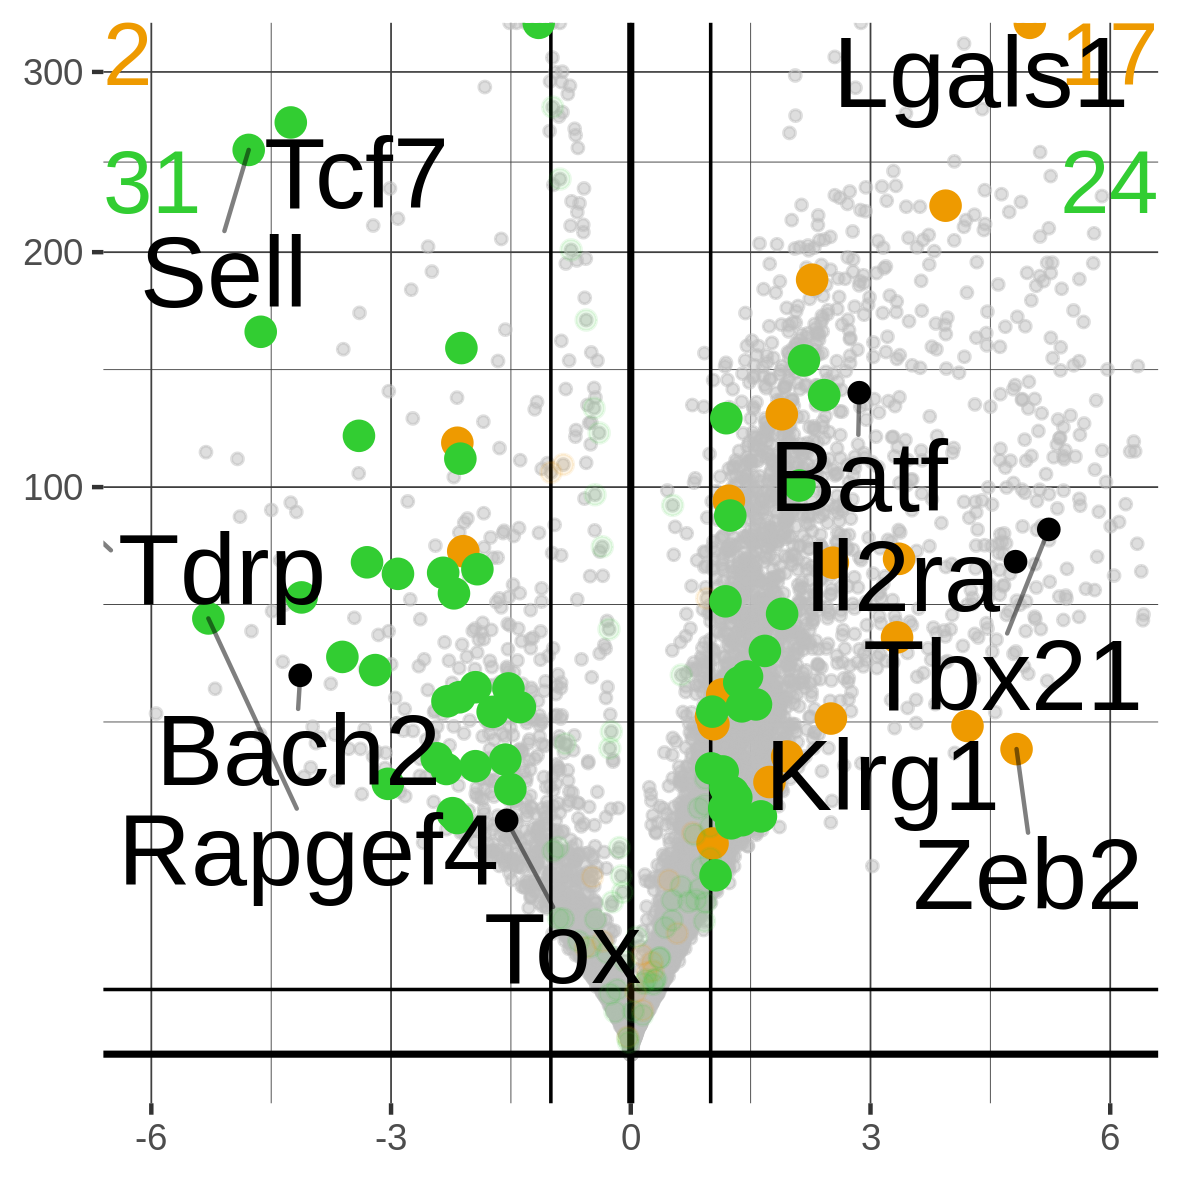 2
17
300
Lgals1
Tcf7
31
24
Sell
200
Batf
100
Tdrp
Il2ra
Tbx21
Bach2
Klrg1
Rapgef4
Zeb2
Tox
-6
-3
0
3
6